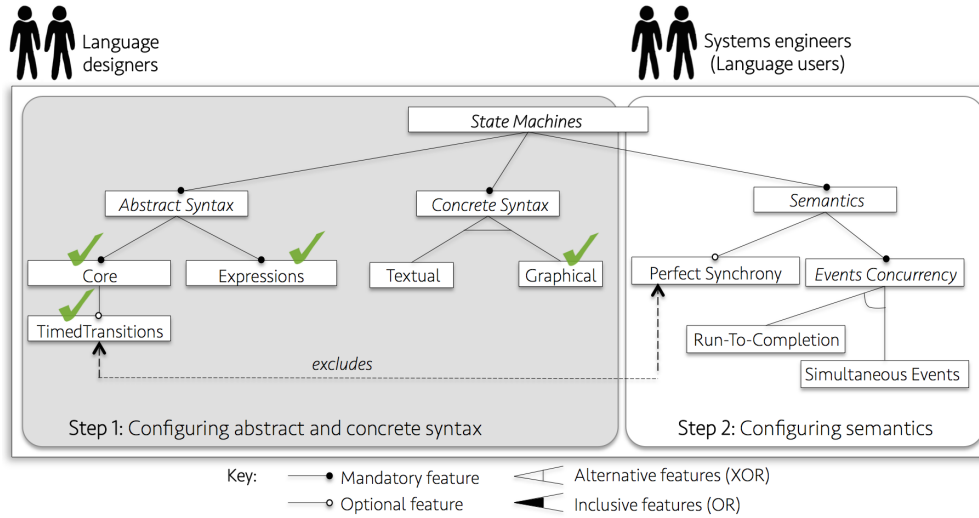 Language
designers
Systems engineers
(Language users)
State Machines
Abstract Syntax
Concrete Syntax
Semantics
Core
Expressions
Textual
Graphical
Perfect Synchrony
Events Concurrency
TimedTransitions
Run-To-Completion
excludes
Simultaneous Events
Step 1: Configuring abstract and concrete syntax
Step 2: Configuring semantics
Key:
Mandatory feature
Alternative features (XOR)
Optional feature
Inclusive features (OR)